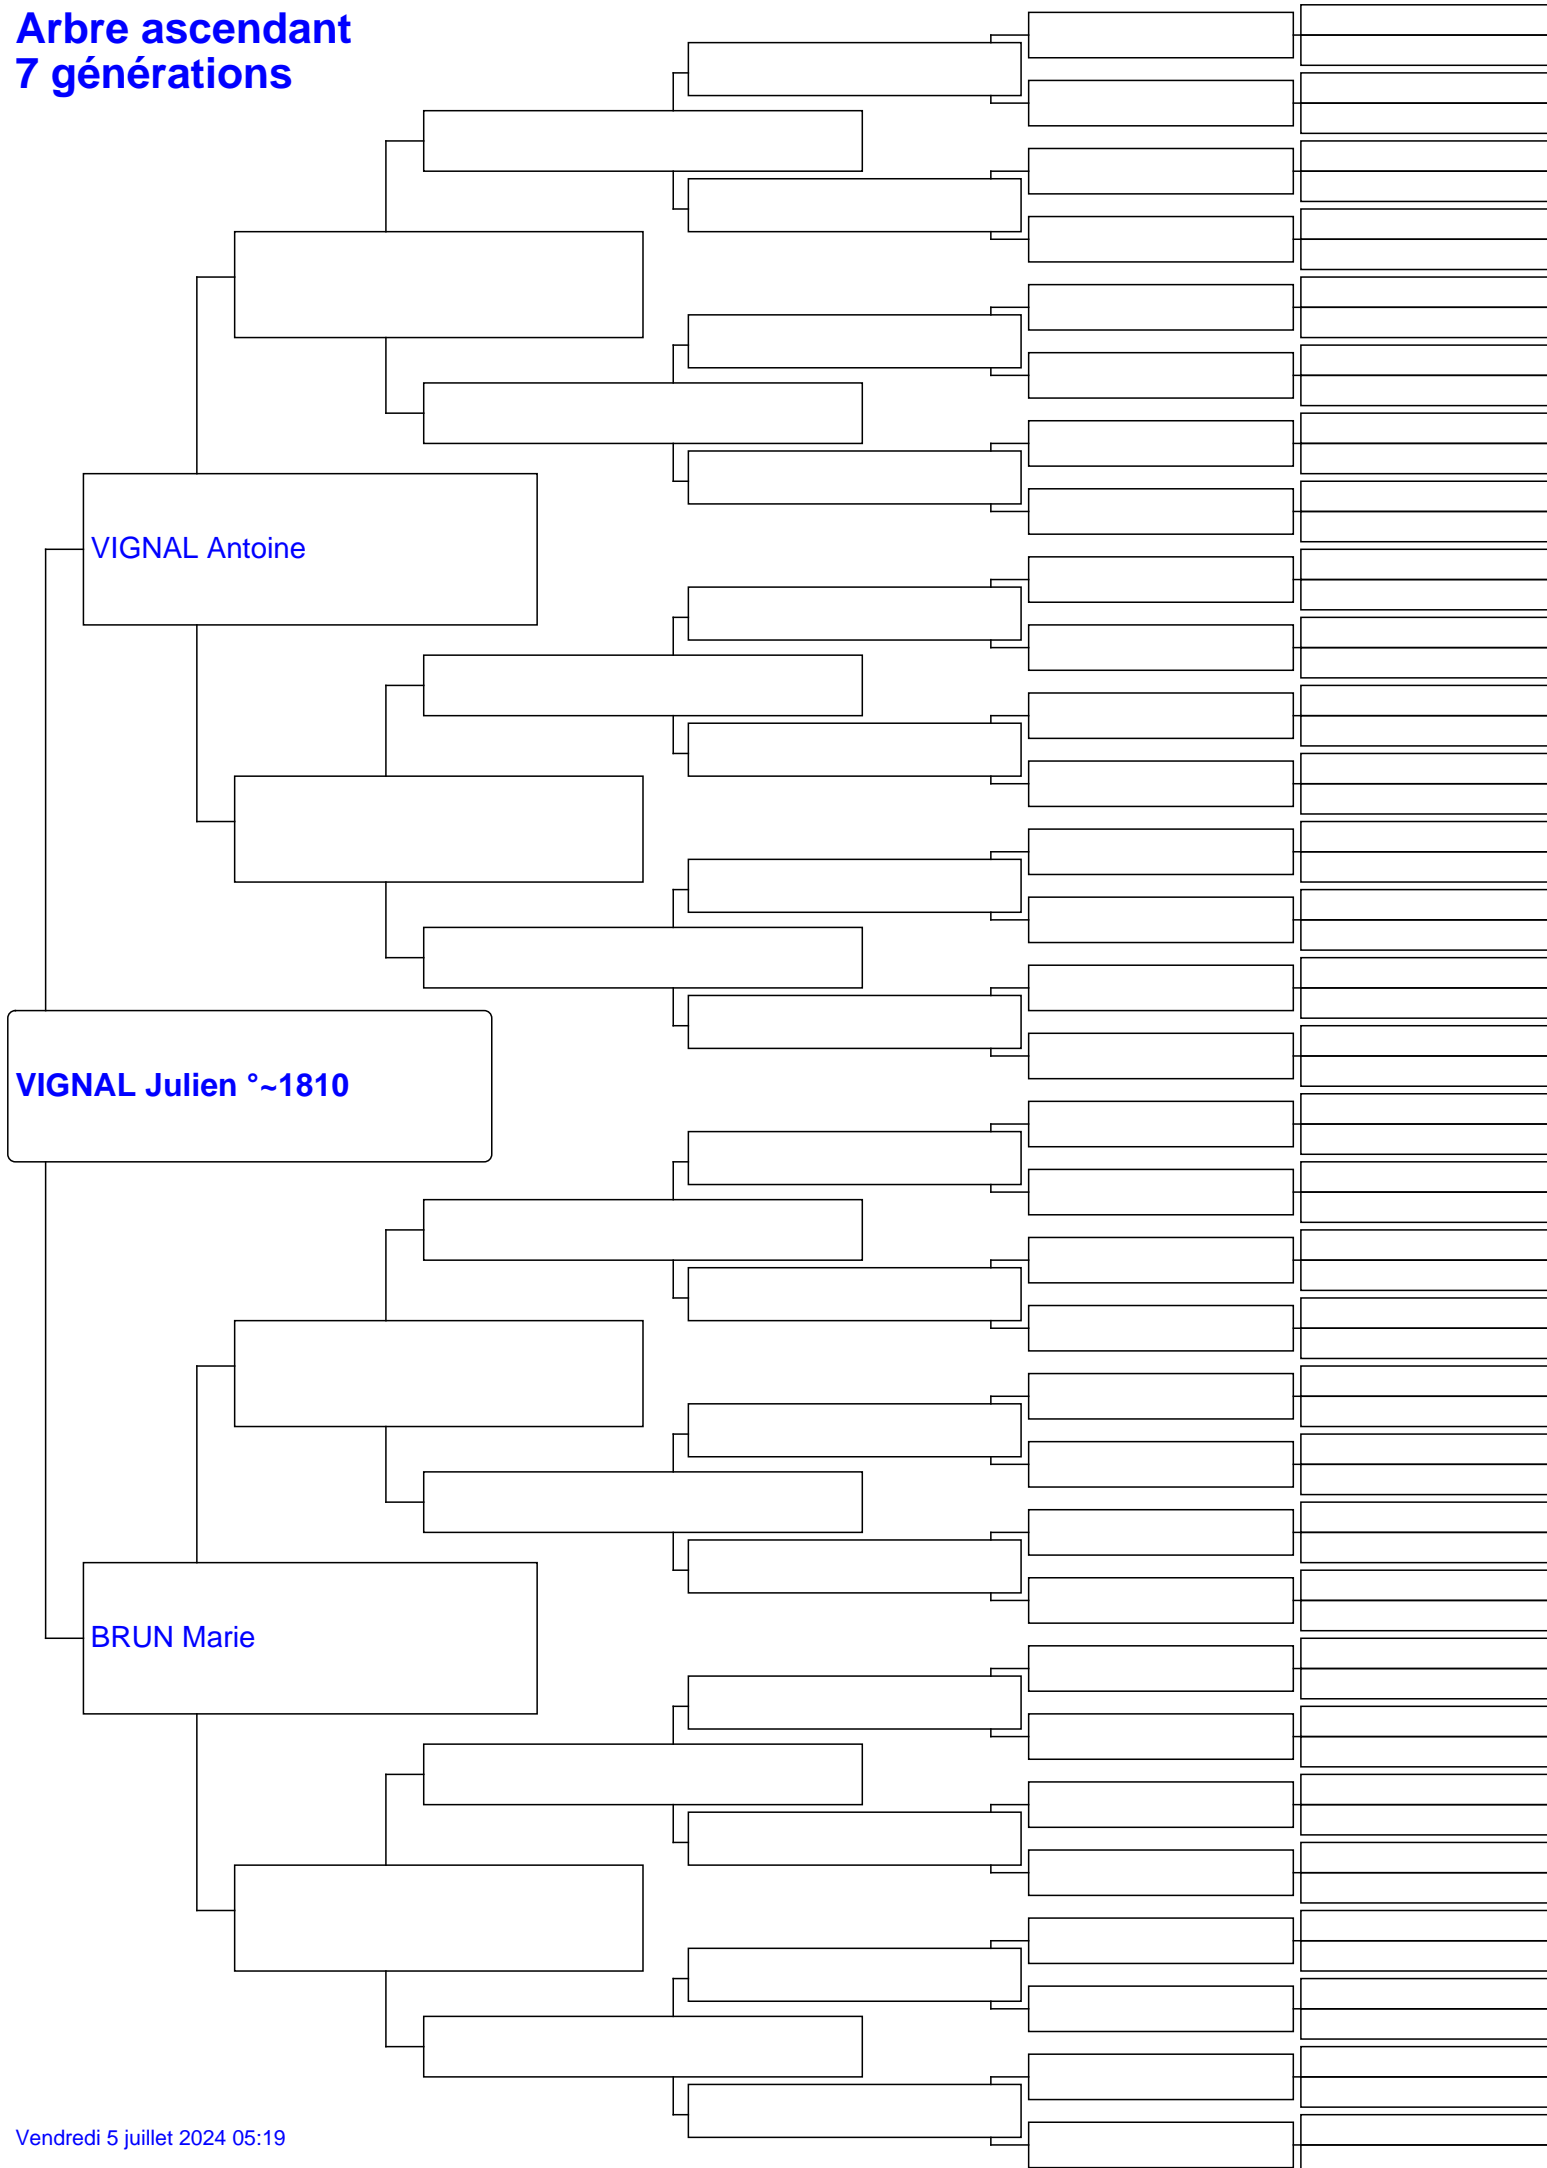 Arbre ascendant
7 générations
VIGNAL Antoine
VIGNAL Julien °~1810
BRUN Marie
Vendredi 5 juillet 2024 05:19